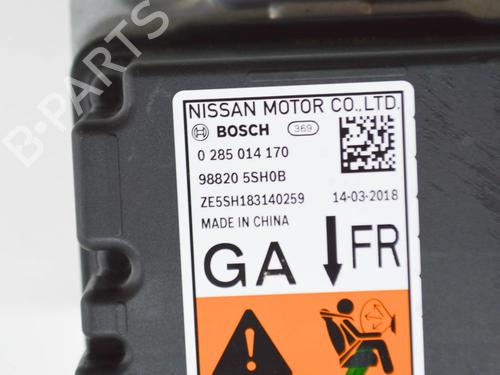 B-PARTS
NISSAN MOTOR CO.,LTD.
BOSCH 369
0 285 014 170
98820 5SH0B
ZE5SH183140259 14-03-2018
MADE IN CHINA
GA FR